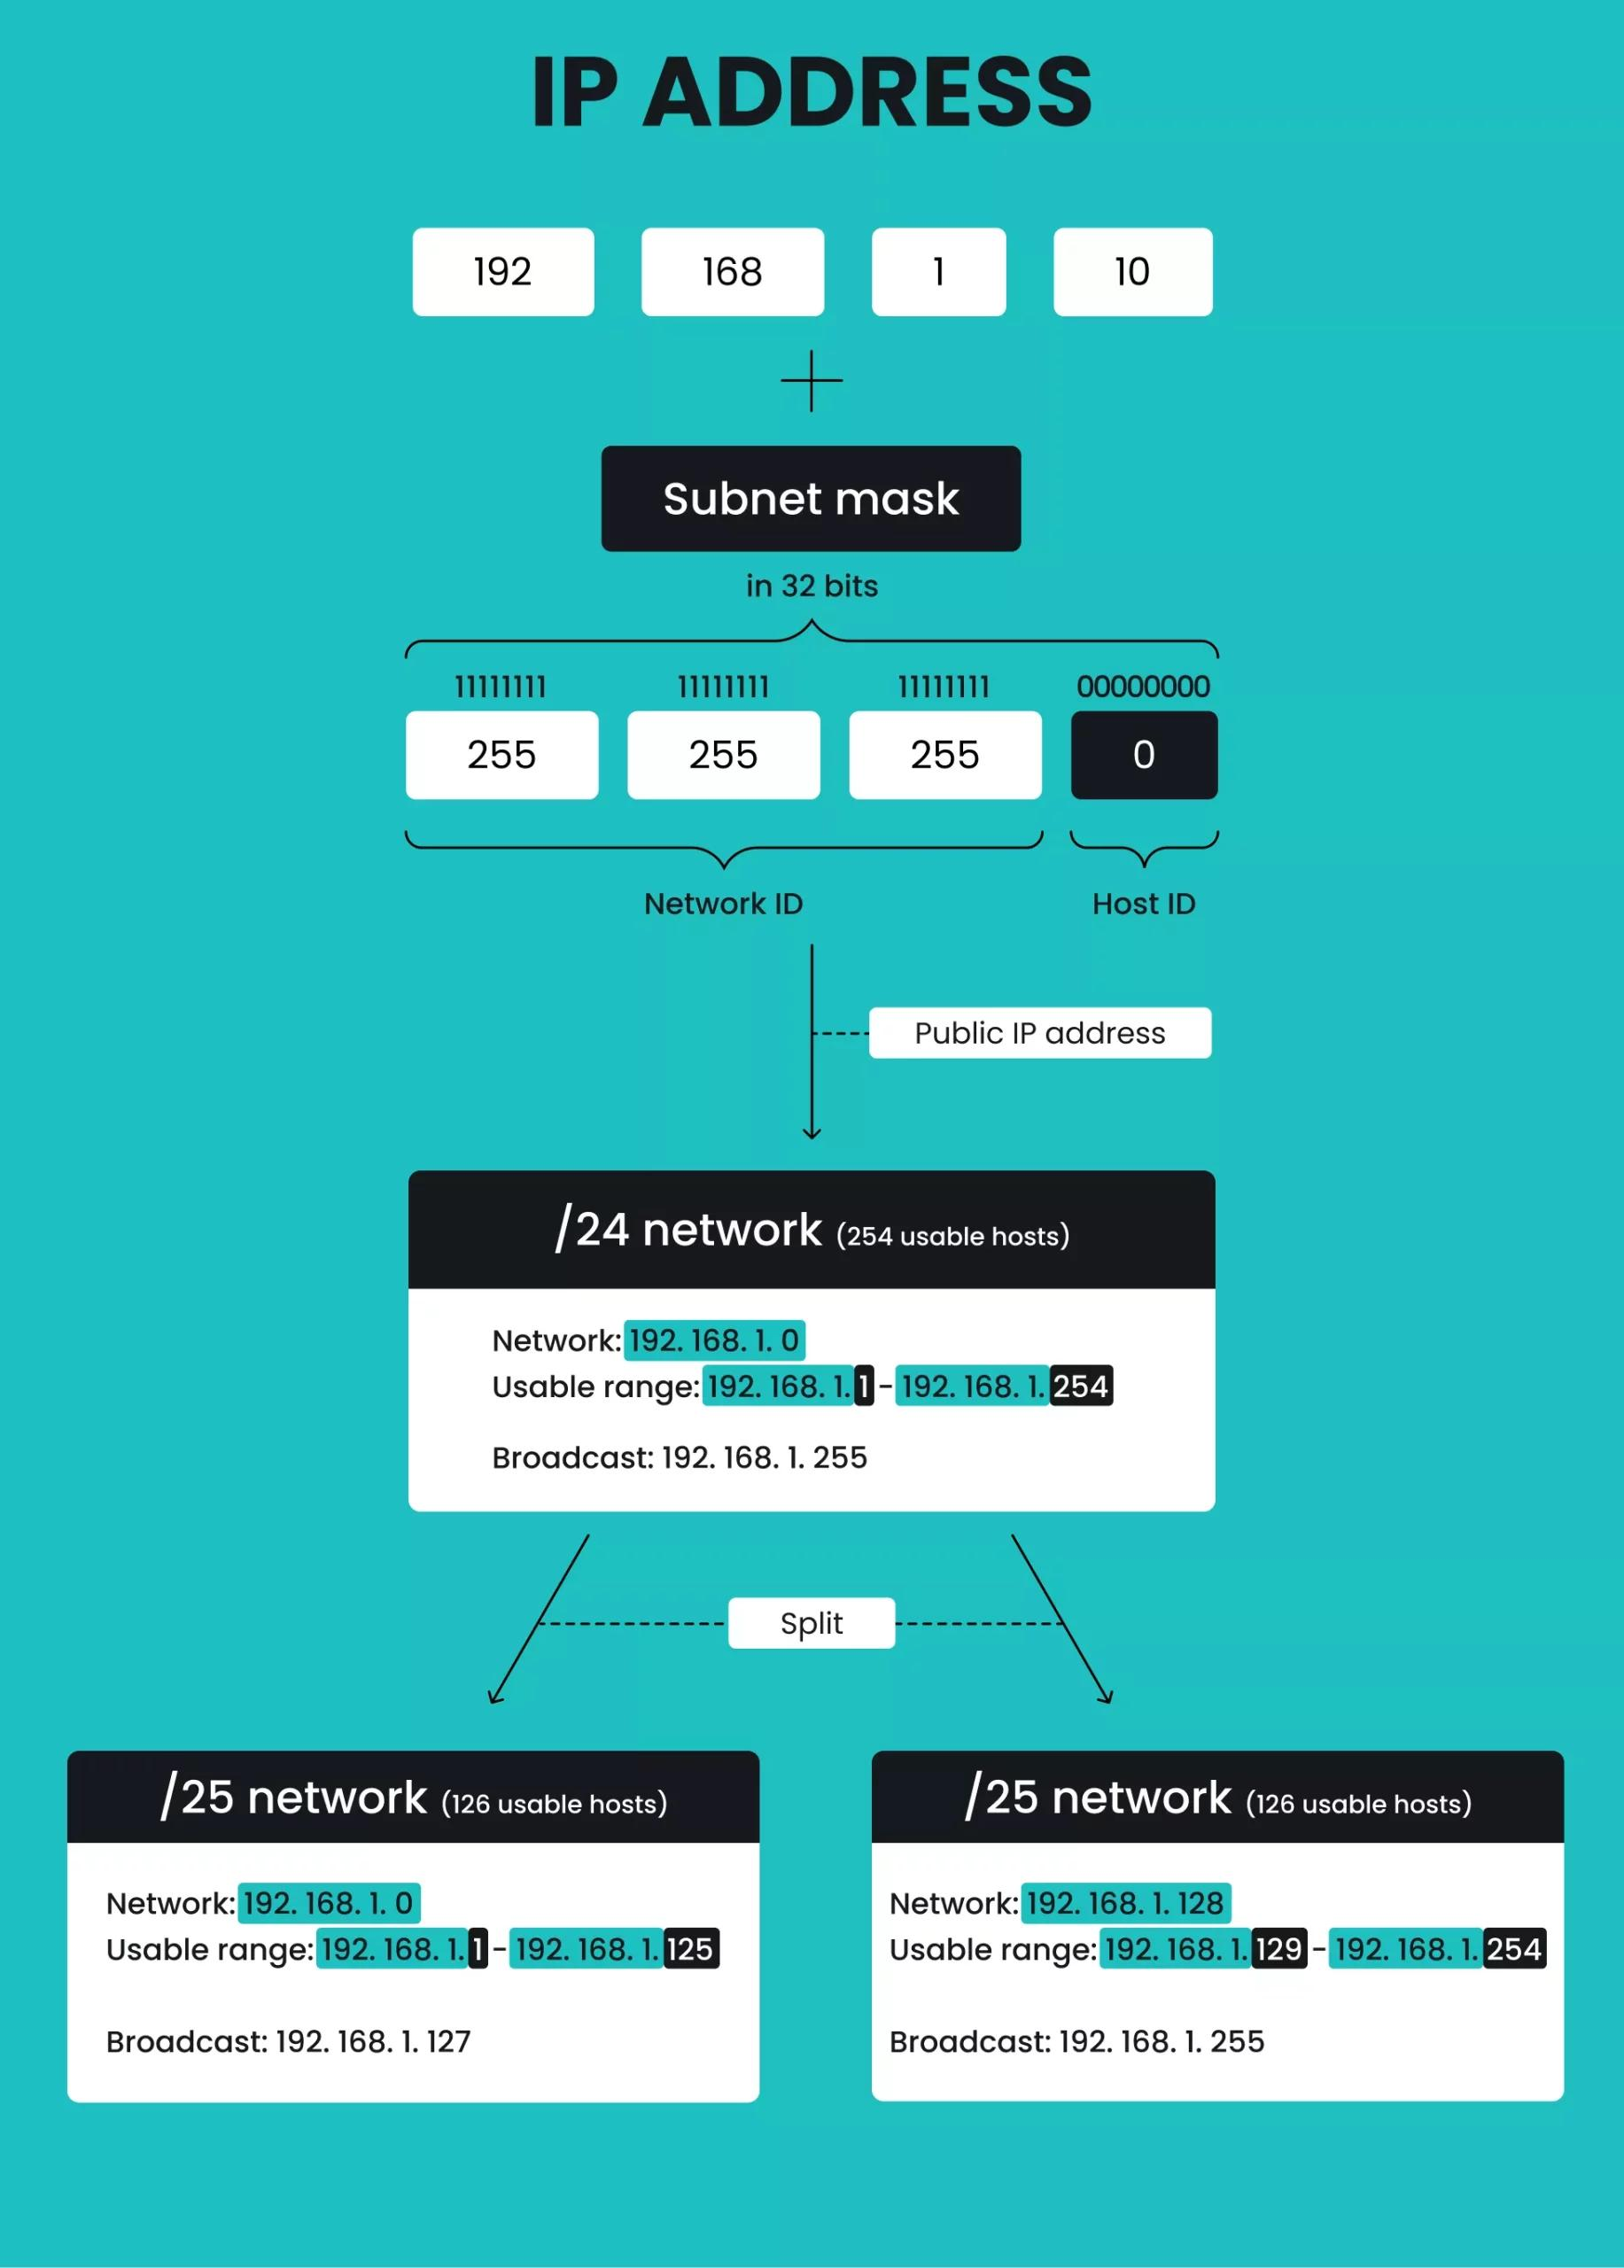 IP ADDRESS
192 168 1 10
Subnet mask
in 32 bits
11111111 11111111 11111111 00000000
255 255 255 0
Network ID Host ID
Public IP address
/24 network (254 usable hosts)
Network: 192. 168. 1. 0
Usable range: 192. 168. 1. 1 - 192. 168. 1. 254
Broadcast: 192. 168. 1. 255
Split
/25 network (126 usable hosts)
Network: 192. 168. 1. 0
Usable range: 192. 168. 1. 1 - 192. 168. 1. 125
Broadcast: 192. 168. 1. 127
/25 network (126 usable hosts)
Network: 192. 168. 1. 128
Usable range: 192. 168. 1. 129 - 192. 168. 1. 254
Broadcast: 192. 168. 1. 255